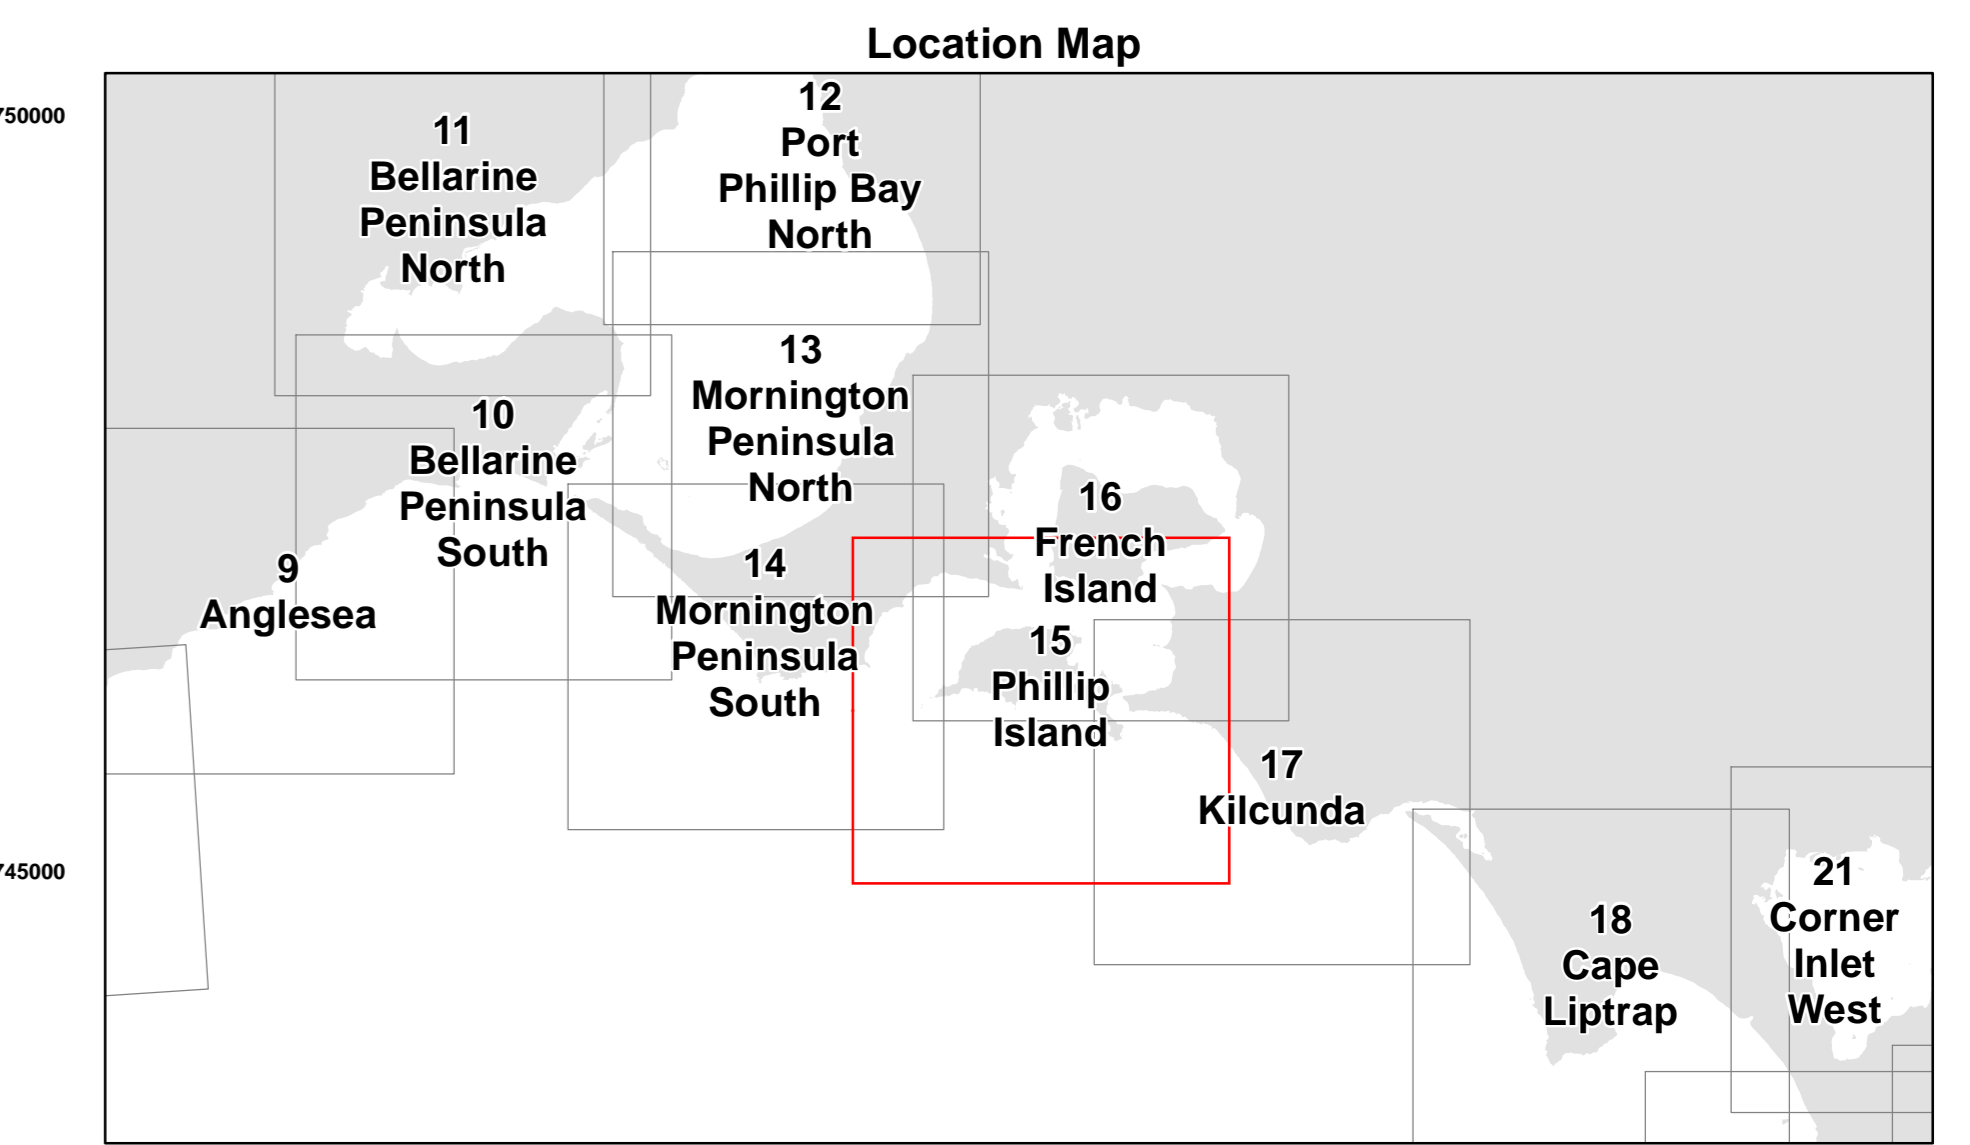 Location Map
750000
745000
11
Bellarine
Peninsula
North
12
Port
Phillip Bay
North
13
Mornington
Peninsula
North
10
Bellarine
Peninsula
South
9
Anglesea
14
Mornington
Peninsula
South
16
French
Island
15
Phillip
Island
17
Kilcunda
18
Cape
Liptrap
21
Corner
Inlet
West